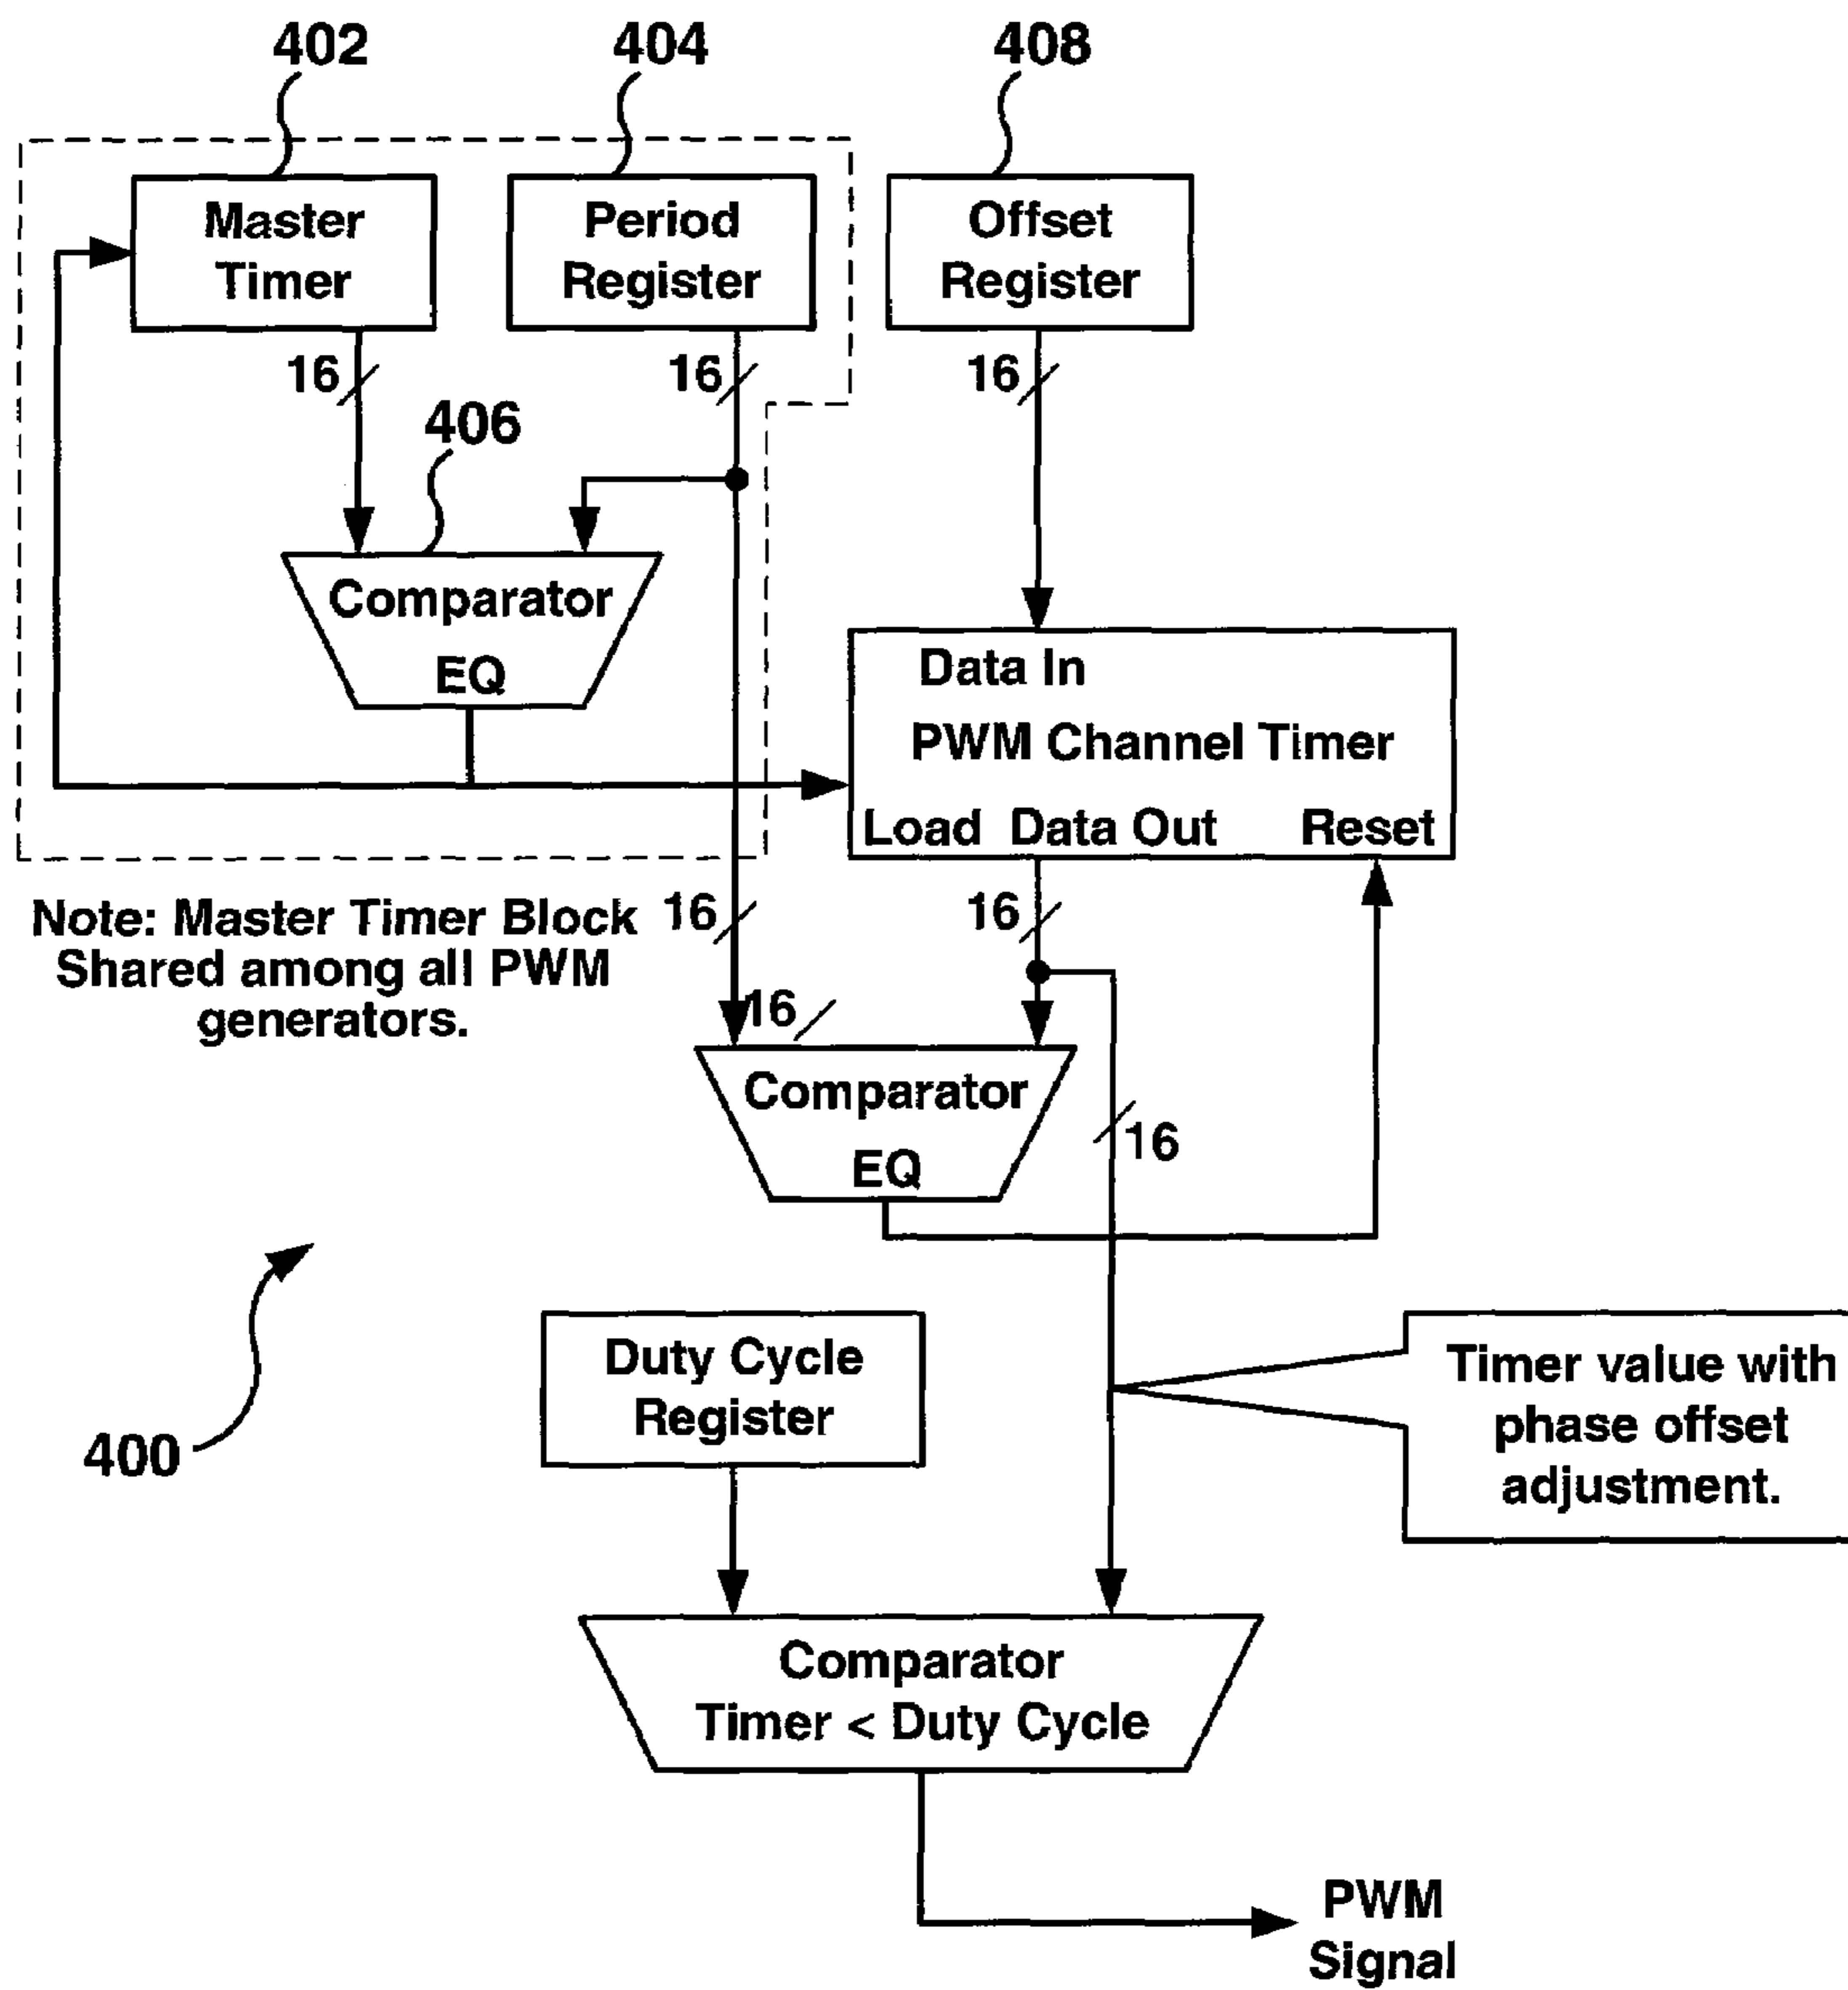 402
404
408
Master
Timer
Period
Register
Offset
Register
16
16
16
406
Comparator
EQ
Data In
PWM Channel Timer
Load Data Out Reset
Note: Master Timer Block
Shared among all PWM
generators.
16
16
16
Comparator
EQ
16
Duty Cycle
Register
Timer value with
phase offset
adjustment.
400
Comparator
Timer < Duty Cycle
PWM
Signal